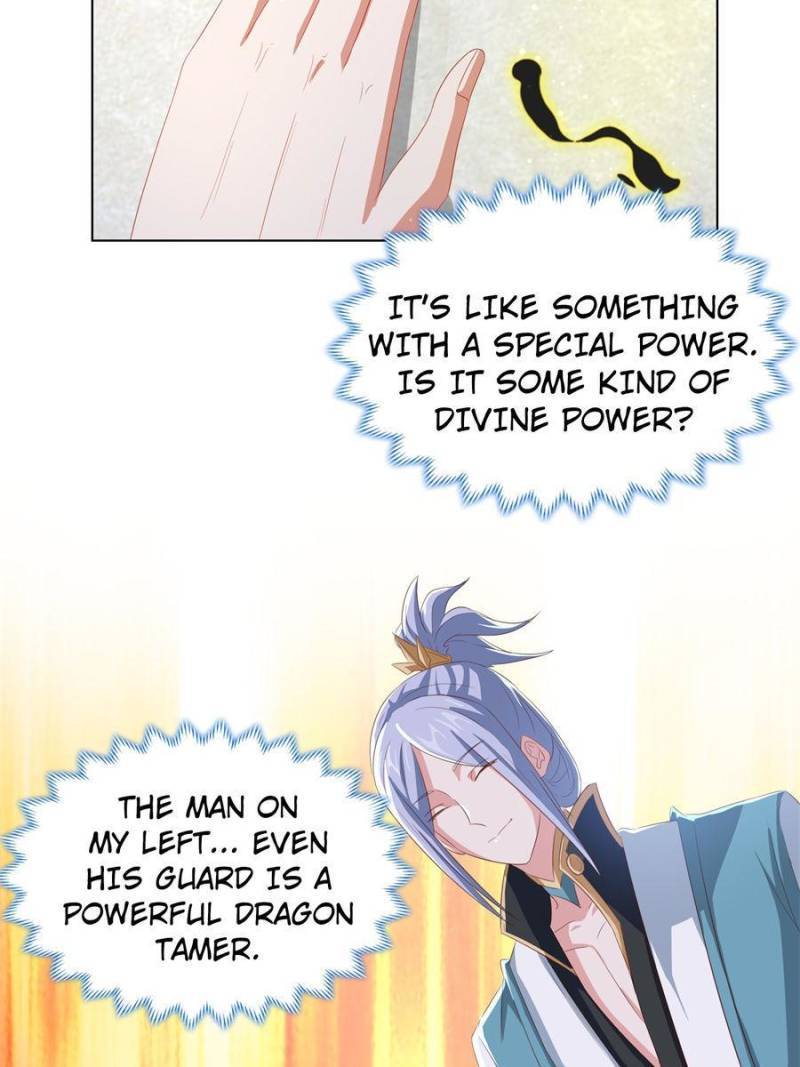 IT'S LIKE SOMETHING
WITH A SPECIAL POWER.
IS IT SOME KIND OF
DIVINE POWER?
THE MAN ON
MY LEFT... EVEN
HIS GUARD IS A
POWERFUL DRAGON
TAMER.